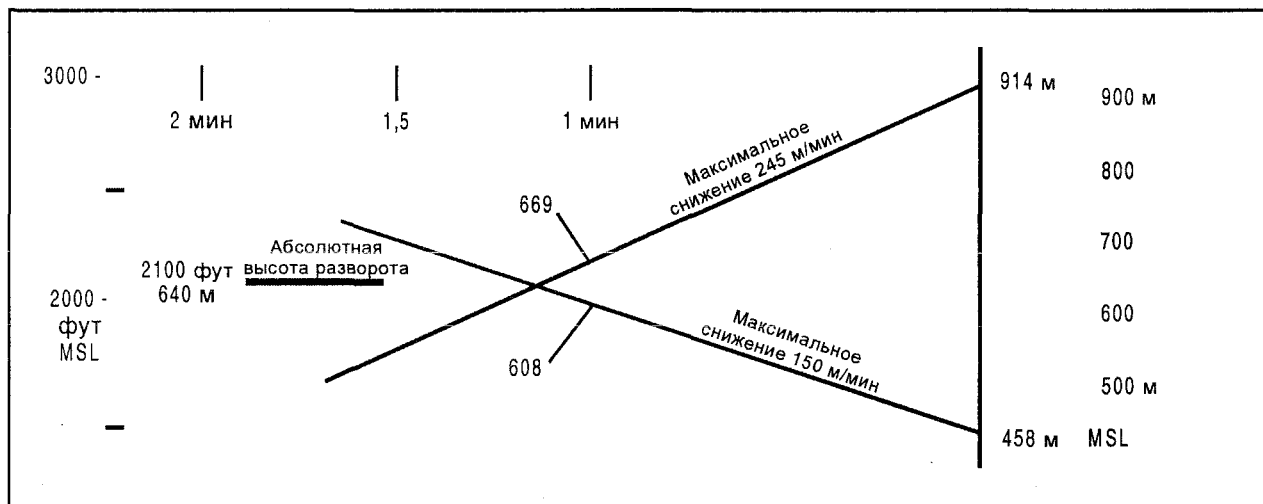 3000 -
2 мин
1,5
1 мин
914 м
900 м
Максимальное
снижение 245 м/мин
800
669
700
Абсолютная
высота разворота
2100 фут
640 м
2000 -
фут
MSL
600
Максимальное
снижение 150 м/мин
608
500 м
458 м
MSL